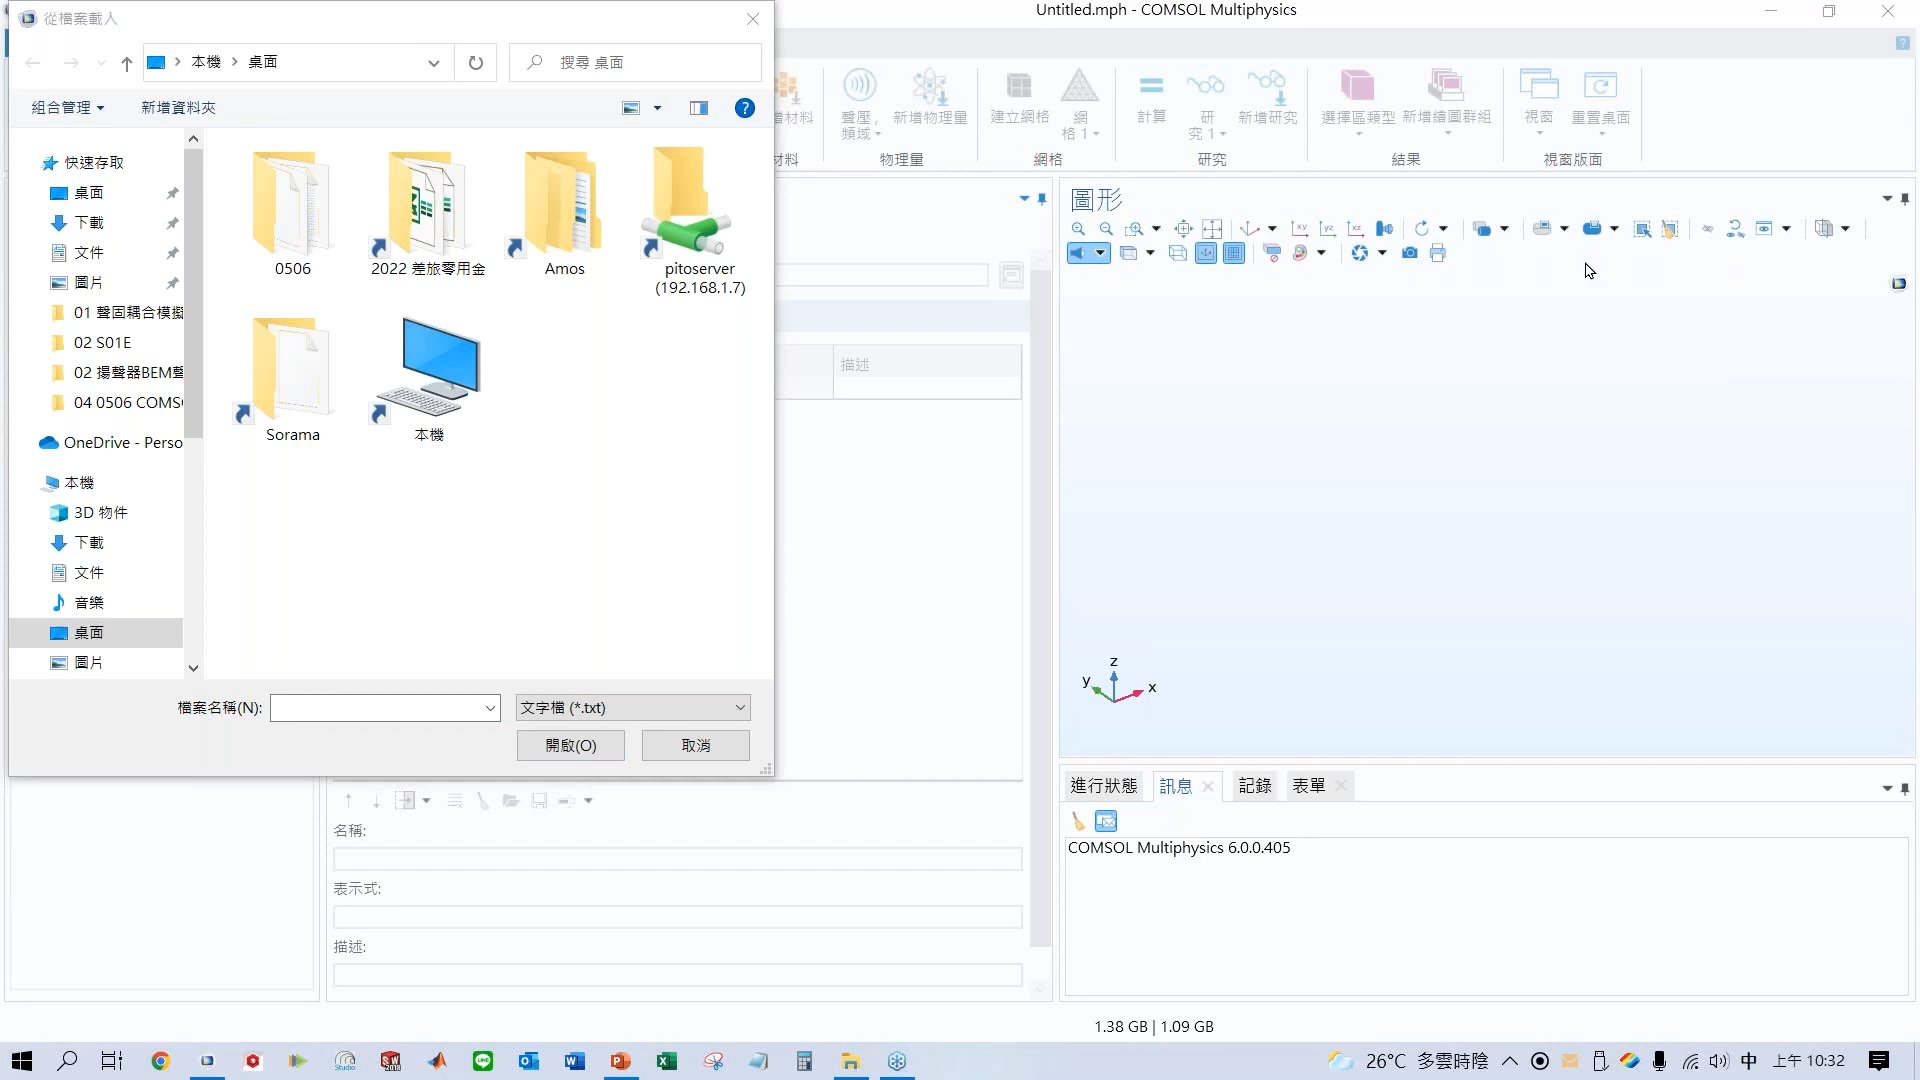 從檔案載入
Untitled.mph - COMSOL Multiphysics
本機
桌面
搜尋 桌面
組合管理
新增資料夾
快速存取
桌面
下載
文件
圖片
01 聲固耦合模擬
02 S01E
02 揚聲器BEM聲
04 0506 COMS
OneDrive - Perso
本機
3D 物件
下載
文件
音樂
桌面
圖片
0506
2022 差旅零用金
Amos
pitoserver
(192.168.1.7)
Sorama
本機
檔案名稱(N):
文字檔 (*.txt)
開啟(O)
取消
增材料
材料
聲壓 ,
頻域
新增物理量
物理量
建立網格
網
格 1
網格
計算
研
究 1
新增研究
研究
選擇區類型
新增繪圖群組
結果
視窗
重置桌面
視窗版面
描述
名稱:
表示式:
描述:
圖形
xy
yz
xz
z
y
x
進行狀態
訊息
記錄
表單
COMSOL Multiphysics 6.0.0.405
1.38 GB | 1.09 GB
26°C 多雲時陰
中
上午 10:32